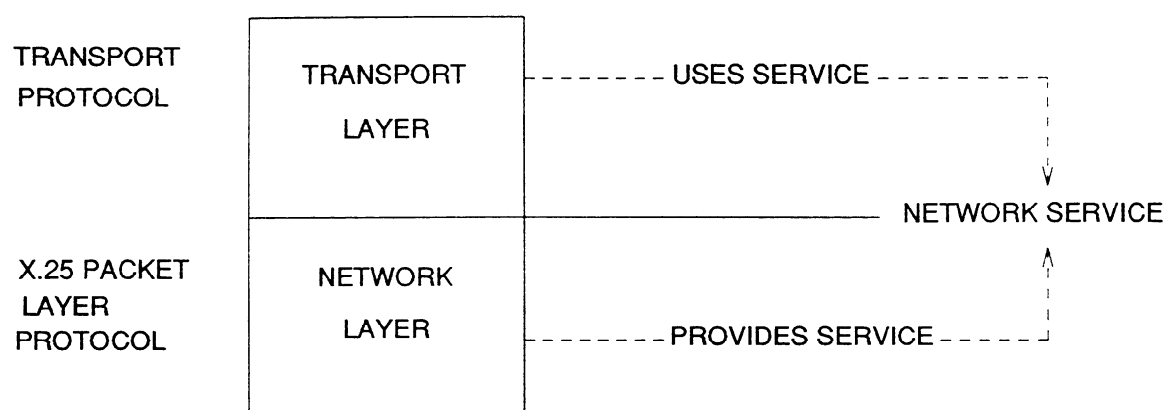 TRANSPORT
PROTOCOL
TRANSPORT
LAYER
USES SERVICE
NETWORK SERVICE
X.25 PACKET
LAYER
PROTOCOL
NETWORK
LAYER
PROVIDES SERVICE